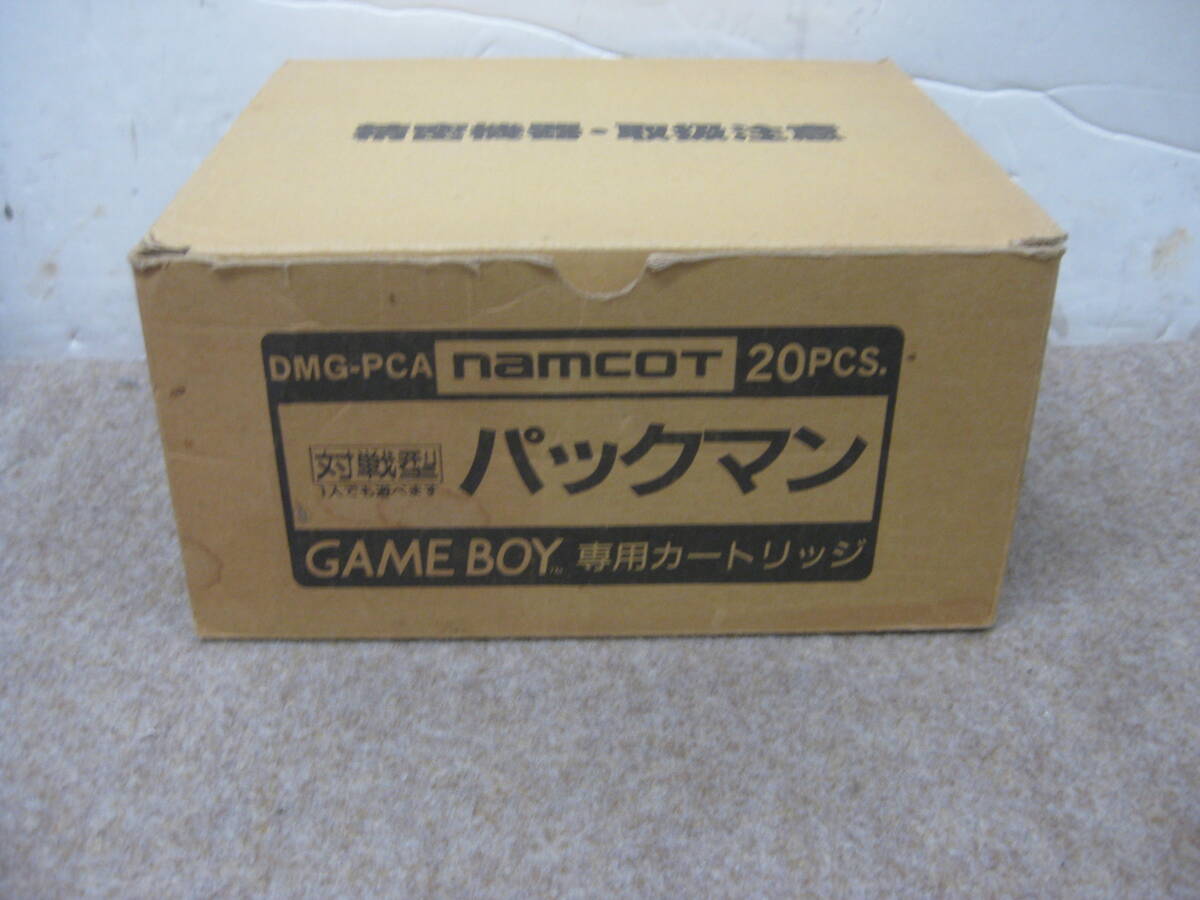 精密機器・取扱注意
DMG-PCA namcot 20PCS.
対戦型 パックマン
1人でも遊べます
GAME BOY™ 専用カートリッジ